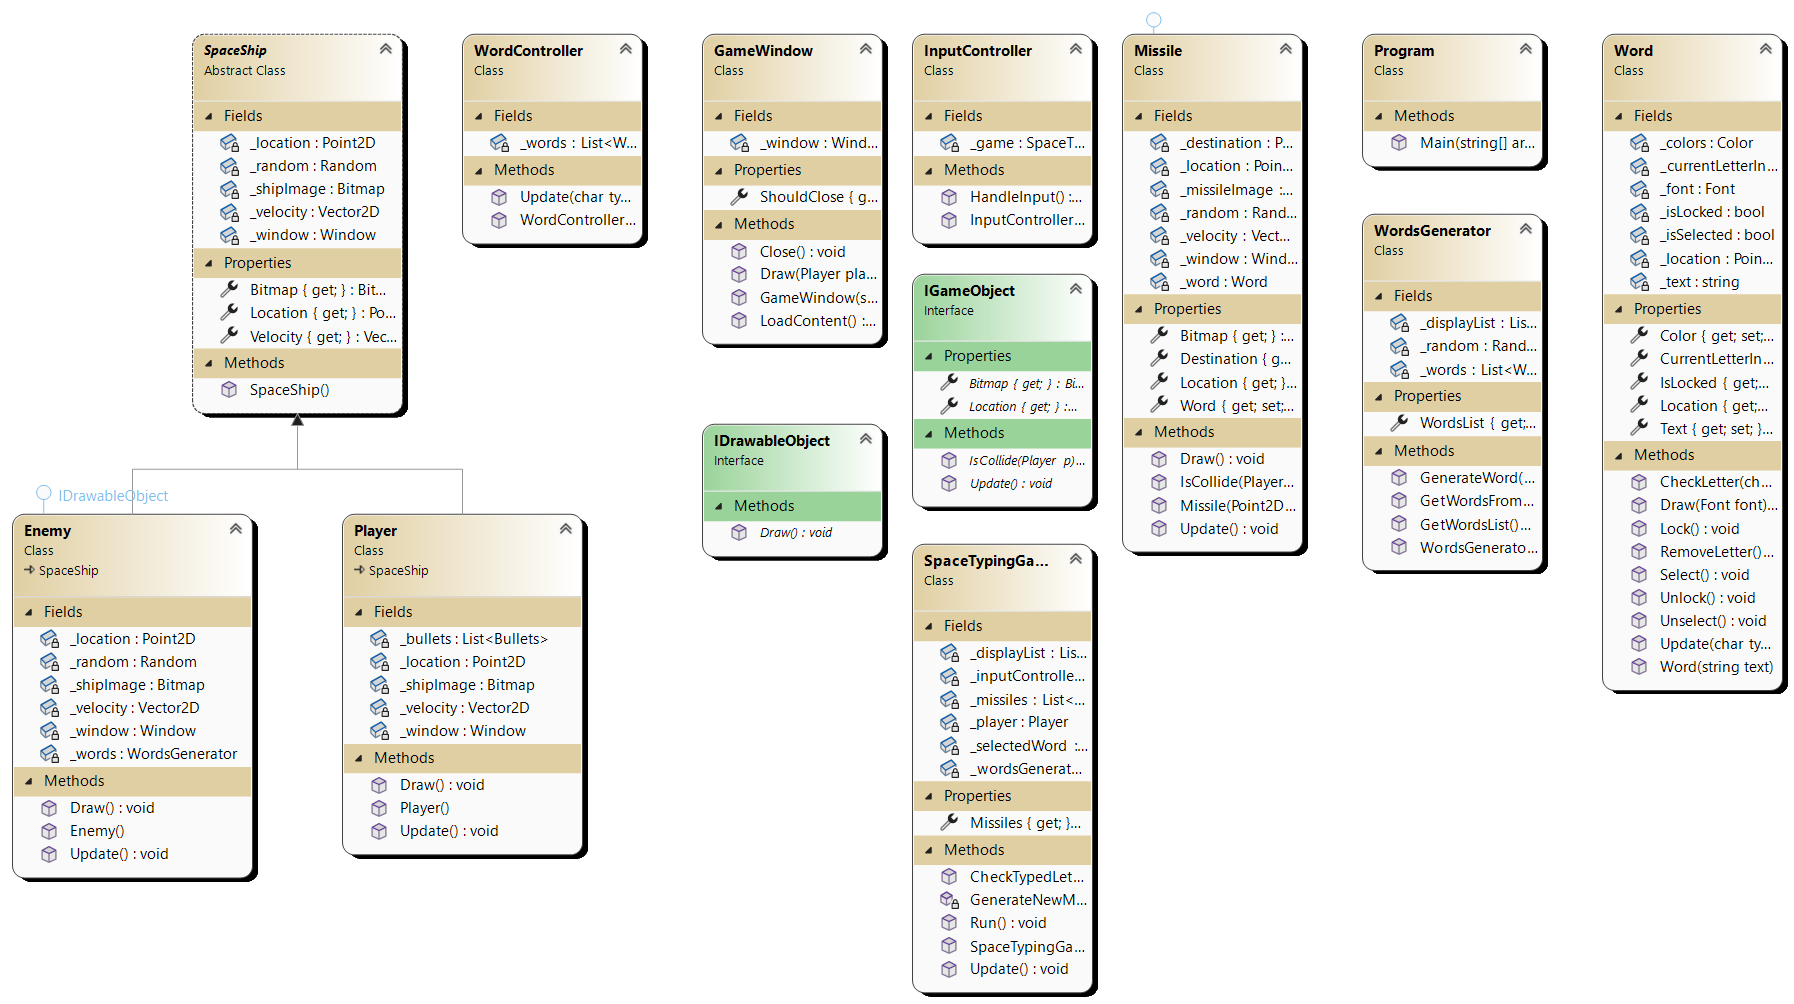 SpaceShip
Abstract Class
Fields
_location : Point2D
_random : Random
_shipImage : Bitmap
_velocity : Vector2D
_window : Window
Properties
Bitmap { get; } : Bit...
Location { get; } : Po...
Velocity { get; } : Vec...
Methods
SpaceShip()
IDrawableObject
Enemy
Class
SpaceShip
Fields
_location : Point2D
_random : Random
_shipImage : Bitmap
_velocity : Vector2D
_window : Window
_words : WordsGenerator
Methods
Draw() : void
Enemy()
Update() : void
Player
Class
SpaceShip
Fields
_bullets : List<Bullets>
_location : Point2D
_shipImage : Bitmap
_velocity : Vector2D
_window : Window
Methods
Draw() : void
Player()
Update() : void
WordController
Class
Fields
_words : List<W...
Methods
Update(char ty...
WordController...
GameWindow
Class
Fields
_window : Wind...
Properties
ShouldClose { g...
Methods
Close() : void
Draw(Player pla...
GameWindow(s...
LoadContent() :...
IDrawableObject
Interface
Methods
Draw() : void
InputController
Class
Fields
_game : SpaceT...
Methods
HandleInput() :...
InputController...
IGameObject
Interface
Properties
Bitmap { get; } : Bi...
Location { get; } :...
Methods
IsCollide(Player p)...
Update() : void
SpaceTypingGa...
Class
Fields
_displayList : Lis...
_inputControlle...
_missiles : List<...
_player : Player
_selectedWord :...
_wordsGenerat...
Properties
Missiles { get; }...
Methods
CheckTypedLet...
GenerateNewM...
Run() : void
SpaceTypingGa...
Update() : void
Missile
Class
Fields
_destination : P...
_location : Poin...
_missileImage :...
_random : Rand...
_velocity : Vect...
_window : Wind...
_word : Word
Properties
Bitmap { get; } :...
Destination { g...
Location { get; }...
Word { get; set;...
Methods
Draw() : void
IsCollide(Player...
Missile(Point2D...
Update() : void
Program
Class
Methods
Main(string[] ar...
WordsGenerator
Class
Fields
_displayList : Lis...
_random : Rand...
_words : List<W...
Properties
WordsList { get;...
Methods
GenerateWord(...
GetWordsFrom...
GetWordsList()...
WordsGenerato...
Word
Class
Fields
_colors : Color
_currentLetterIn...
_font : Font
_isLocked : bool
_isSelected : bool
_location : Poin...
_text : string
Properties
Color { get; set;...
CurrentLetterIn...
IsLocked { get;...
Location { get;...
Text { get; set; }...
Methods
CheckLetter(ch...
Draw(Font font)...
Lock() : void
RemoveLetter()...
Select() : void
Unlock() : void
Unselect() : void
Update(char ty...
Word(string text)